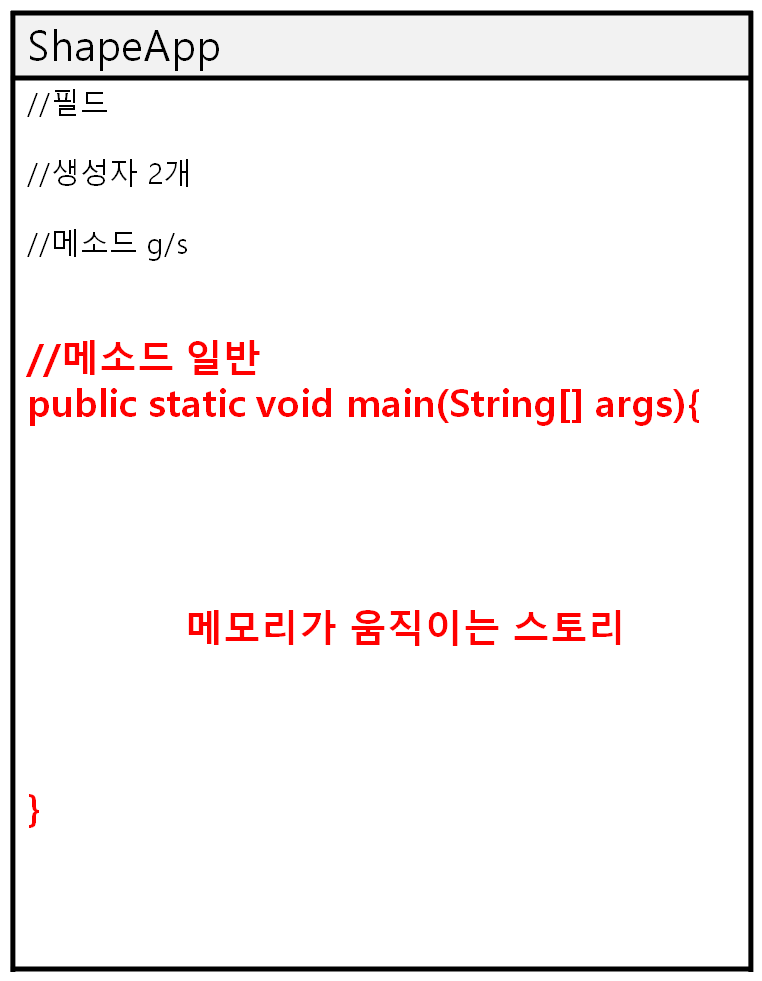 ShapeApp
//필드
//생성자 2개
//메소드 g/s
//메소드 일반
public static void main(String[] args){
메모리가 움직이는 스토리
}